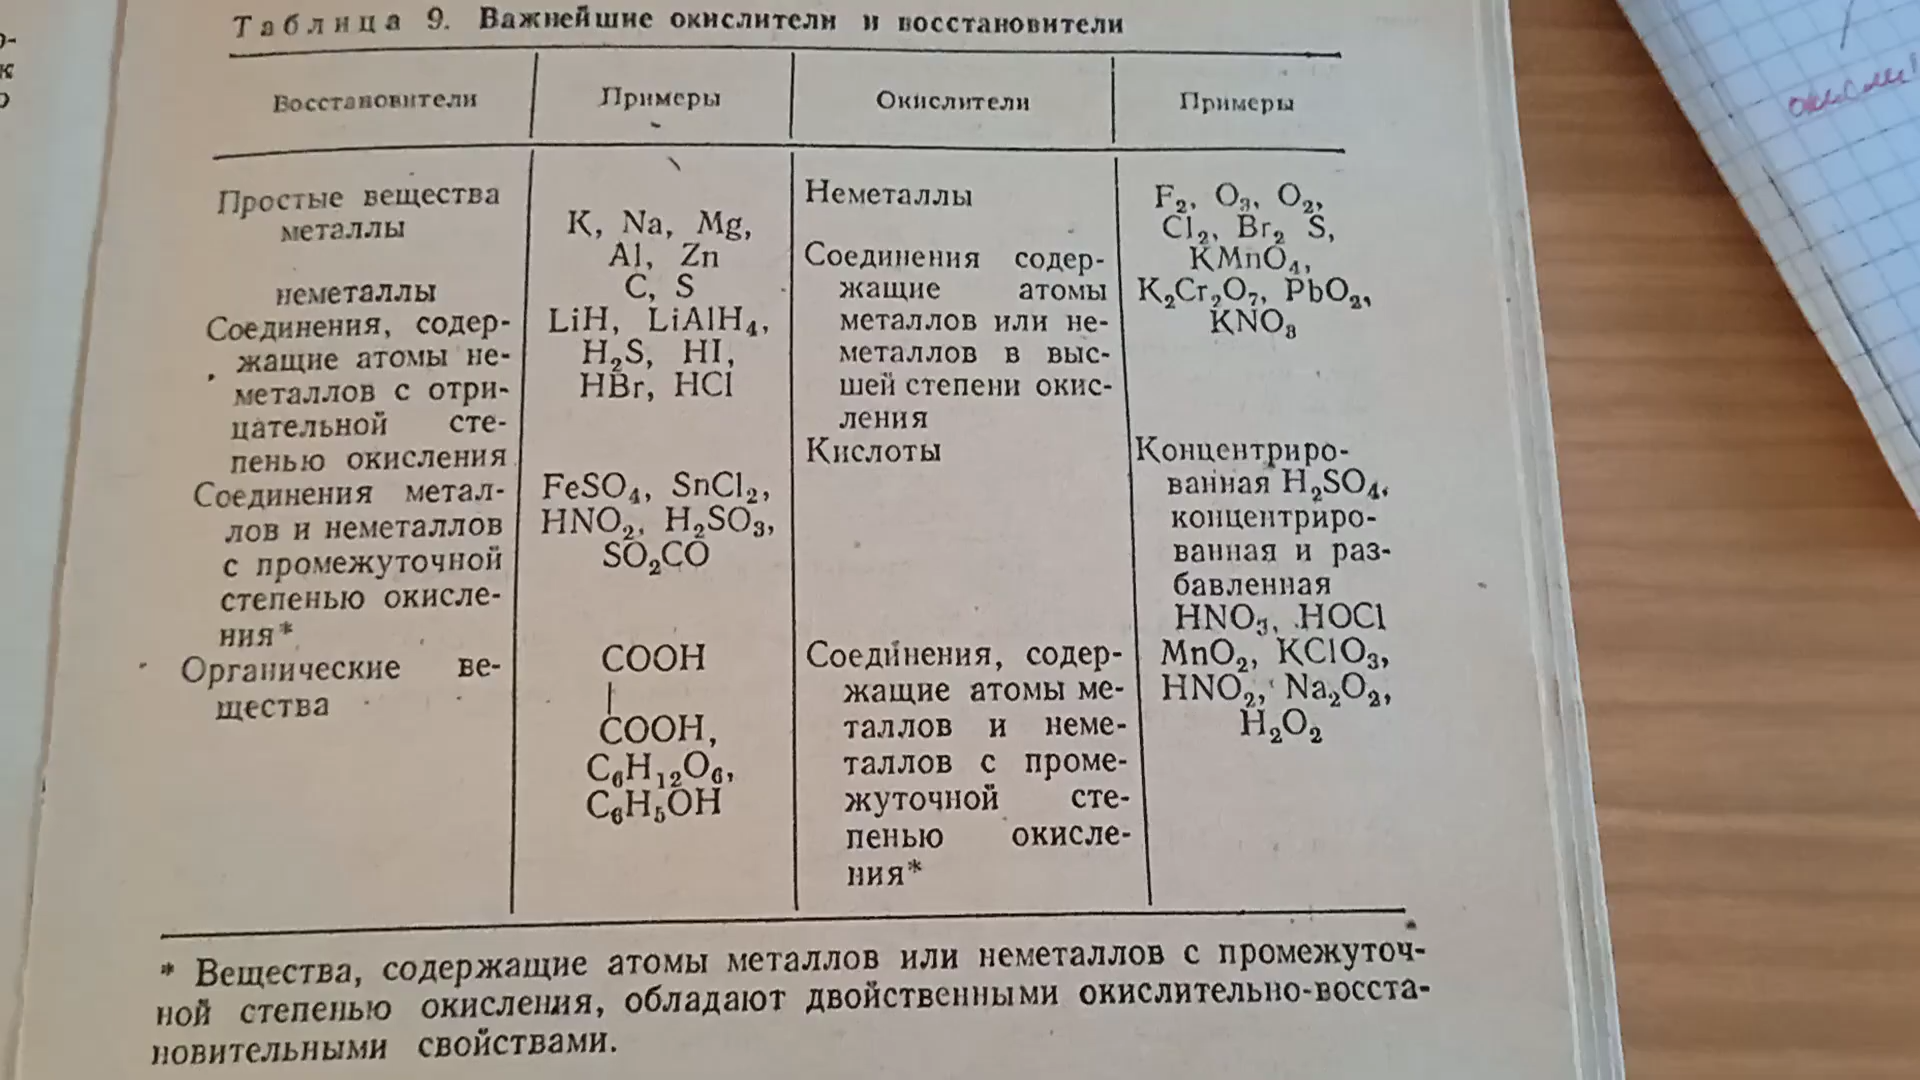 Таблица 9. Важнейшие окислители и восстановители
Восстановители
Примеры
Окислители
Примеры
Простые вещества
металлы
неметаллы
Соединения, содер-
жащие атомы не-
металлов с отри-
цательной сте-
пенью окисления
Соединения метал-
лов и неметаллов
с промежуточной
степенью окисле-
ния*
Органические ве-
щества
K, Na, Mg,
Al, Zn
C, S
LiH, LiAlH₄,
H₂S, HI,
HBr, HCl
FeSO₄, SnCl₂,
HNO₂, H₂SO₃,
SO₂CO
COOH
|
COOH,
C₆H₁₂O₆,
C₆H₅OH
Неметаллы
Соединения содер-
жащие атомы
металлов или не-
металлов в выс-
шей степени окис-
ления
Кислоты
Соединения, содер-
жащие атомы ме-
таллов и неме-
таллов с проме-
жуточной сте-
пенью окисле-
ния*
F₂, O₃, O₂,
Cl₂, Br₂ S,
KMnO₄,
K₂Cr₂O₇, PbO₂,
KNO₃
Концентриро-
ванная H₂SO₄,
концентриро-
ванная и раз-
бавленная
HNO₃, HOCl
MnO₂, KClO₃,
HNO₂, Na₂O₂,
H₂O₂
* Вещества, содержащие атомы металлов или неметаллов с промежуточ-
ной степенью окисления, обладают двойственными окислительно-восста-
новительными свойствами.